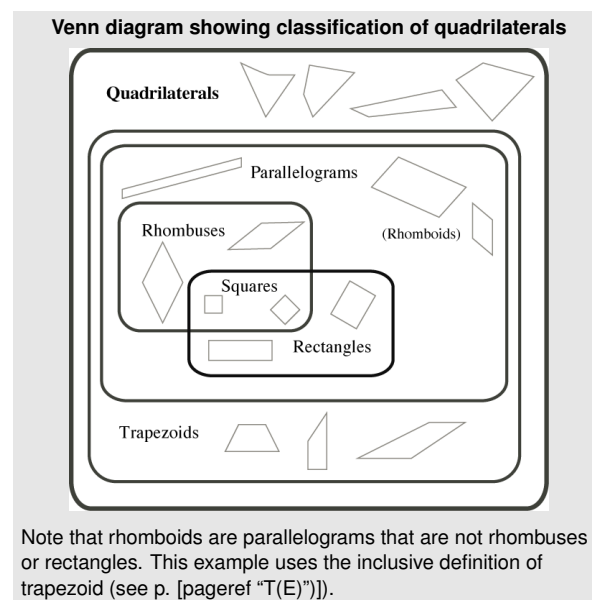 Venn diagram showing classification of quadrilaterals
Quadrilaterals
Parallelograms
Rhombuses
(Rhomboids)
Squares
Rectangles
Trapezoids
Note that rhomboids are parallelograms that are not rhombuses
or rectangles. This example uses the inclusive definition of
trapezoid (see p. [pageref “T(E)”)]).